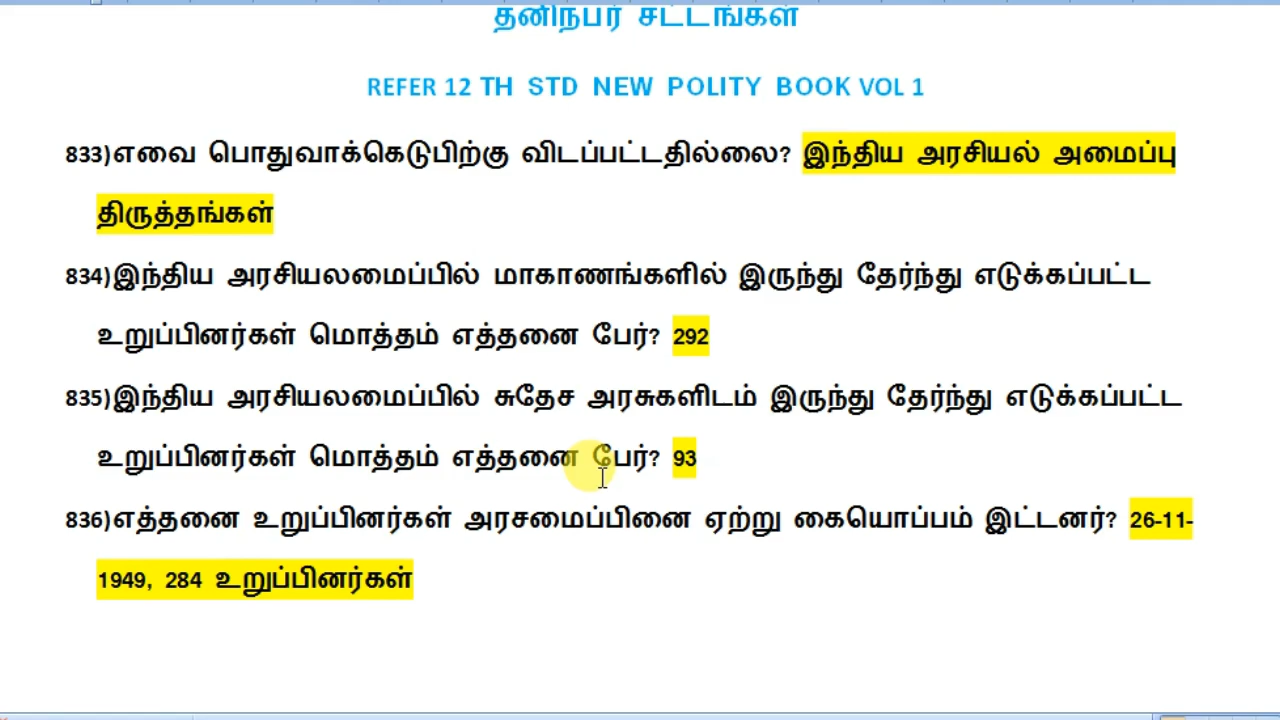 தனிநபர் சட்டங்கள்
REFER 12 TH STD NEW POLITY BOOK VOL 1
833)எவை பொதுவாக்கெடுபிற்கு விடப்பட்டதில்லை? இந்திய அரசியல் அமைப்பு
திருத்தங்கள்
834)இந்திய அரசியலமைப்பில் மாகாணங்களில் இருந்து தேர்ந்து எடுக்கப்பட்ட
உறுப்பினர்கள் மொத்தம் எத்தனை பேர்? 292
835)இந்திய அரசியலமைப்பில் சுதேச அரசுகளிடம் இருந்து தேர்ந்து எடுக்கப்பட்ட
உறுப்பினர்கள் மொத்தம் எத்தனை பேர்? 93
836)எத்தனை உறுப்பினர்கள் அரசமைப்பினை ஏற்று கையொப்பம் இட்டனர்? 26-11-
1949, 284 உறுப்பினர்கள்